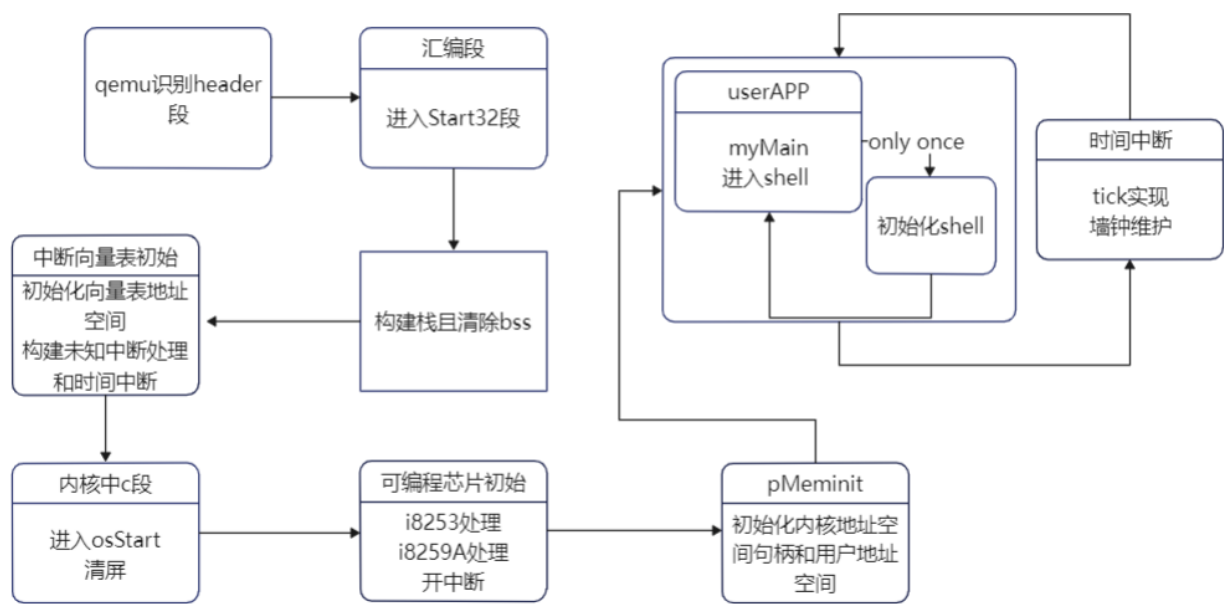 qemu识别header
段
汇编段
进入Start32段
构建栈且清除bss
中断向量表初始
初始化向量表地址
空间
构建未知中断处理
和时间中断
内核中c段
进入osStart
清屏
可编程芯片初始
i8253处理
i8259A处理
开中断
pMeminit
初始化内核地址空
间句柄和用户地址
空间
userAPP
myMain
进入shell
only once
初始化shell
时间中断
tick实现
墙钟维护